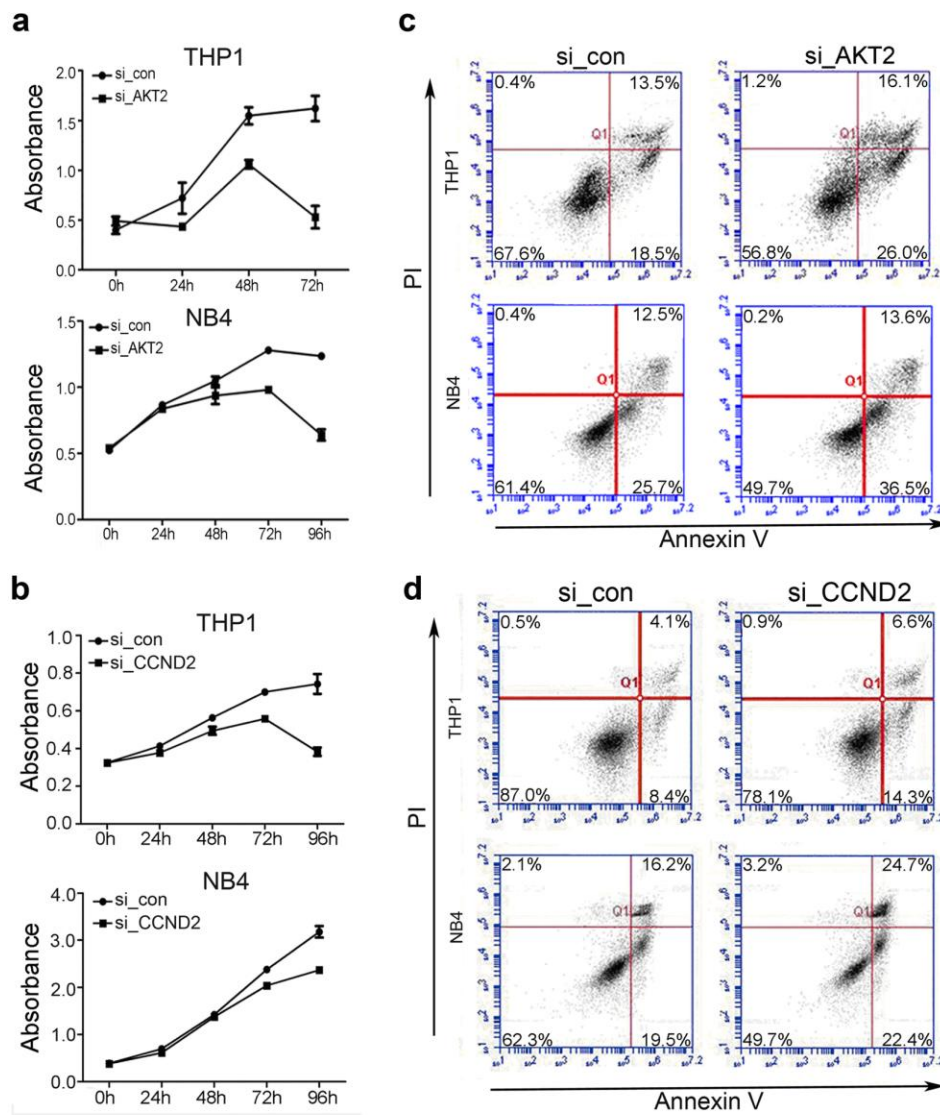 a
THP1
si_con
si_AKT2
Absorbance
2.0
1.5
1.0
0.5
0.0
0h 24h 48h 72h
NB4
si_con
si_AKT2
Absorbance
1.5
1.0
0.5
0.0
0h 24h 48h 72h 96h
b
THP1
si_con
si_CCND2
Absorbance
1.0
0.8
0.6
0.4
0.2
0.0
0h 24h 48h 72h 96h
NB4
si_con
si_CCND2
Absorbance
4.0
3.0
2.0
1.0
0.0
0h 24h 48h 72h 96h
c
si_con si_AKT2
PI
THP1
0.4% 13.5%
Q1
67.6% 18.5%
1.2% 16.1%
Q1
56.8% 26.0%
NB4
0.4% 12.5%
Q1
61.4% 25.7%
0.2% 13.6%
Q1
49.7% 36.5%
Annexin V
d
si_con si_CCND2
PI
THP1
0.5% 4.1%
Q1
87.0% 8.4%
0.9% 6.6%
Q1
78.1% 14.3%
NB4
2.1% 16.2%
Q1
62.3% 19.5%
3.2% 24.7%
Q1
49.7% 22.4%
Annexin V